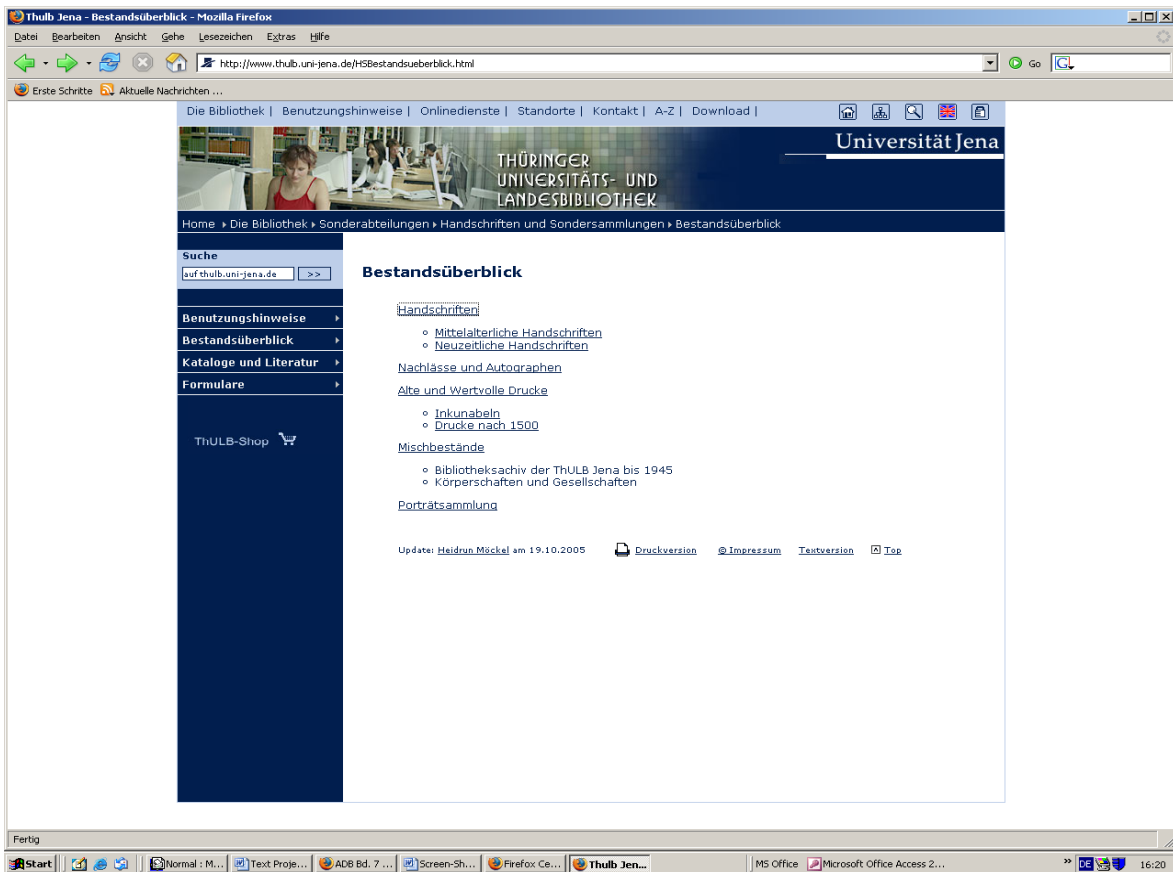 Thulb Jena - Bestandsüberblick - Mozilla Firefox
Datei Bearbeiten Ansicht Gehe Lesezeichen Extras Hilfe
http://www.thulb.uni-jena.de/HSBestandsueberblick.html Go
Erste Schritte Aktuelle Nachrichten ...
Die Bibliothek | Benutzungshinweise | Onlinedienste | Standorte | Kontakt | A-Z | Download |
Universität Jena
THÜRINGER
UNIVERSITÄTS- UND
LANDESBIBLIOTHEK
Home Die Bibliothek Sonderabteilungen Handschriften und Sondersammlungen Bestandsüberblick
Suche
auf thulb.uni-jena.de >>
Benutzungshinweise
Bestandsüberblick
Kataloge und Literatur
Formulare
ThULB-Shop
Bestandsüberblick
Handschriften
Mittelalterliche Handschriften
Neuzeitliche Handschriften
Nachlässe und Autographen
Alte und Wertvolle Drucke
Inkunabeln
Drucke nach 1500
Mischbestände
Bibliotheksachiv der ThULB Jena bis 1945
Körperschaften und Gesellschaften
Porträtsammlung
Update: Heidrun Möckel am 19.10.2005 Druckversion © Impressum Textversion Top
Fertig
Start Normal : M... Text Proje... ADB Bd. 7 ... Screen-Sh... Firefox Ce... Thulb Jen... MS Office Microsoft Office Access 2... » DE 16:20